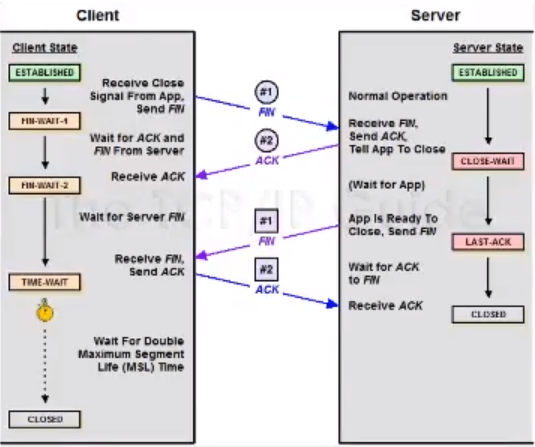 Client
Server
Client State
Server State
ESTABLISHED
ESTABLISHED
Receive Close
Signal From App,
Send FIN
#1
FIN
Normal Operation
FIN-WAIT-1
Receive FIN,
Send ACK,
Tell App To Close
Wait for ACK and
FIN From Server
#2
ACK
CLOSE-WAIT
Receive ACK
FIN-WAIT-2
(Wait for App)
The TCP/IP Guide
Wait for Server FIN
#1
FIN
App Is Ready To
Close, Send FIN
LAST-ACK
Receive FIN,
Send ACK
#2
ACK
Wait for ACK
to FIN
TIME-WAIT
Receive ACK
CLOSED
Wait For Double
Maximum Segment
Life (MSL) Time
CLOSED